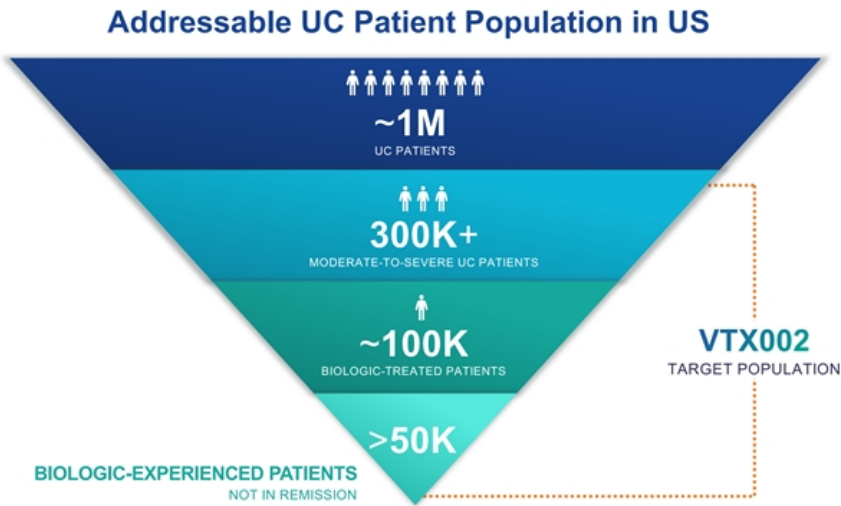 Addressable UC Patient Population in US
~1M
UC PATIENTS
300K+
MODERATE-TO-SEVERE UC PATIENTS
~100K
BIOLOGIC-TREATED PATIENTS
VTX002
TARGET POPULATION
>50K
BIOLOGIC-EXPERIENCED PATIENTS
NOT IN REMISSION